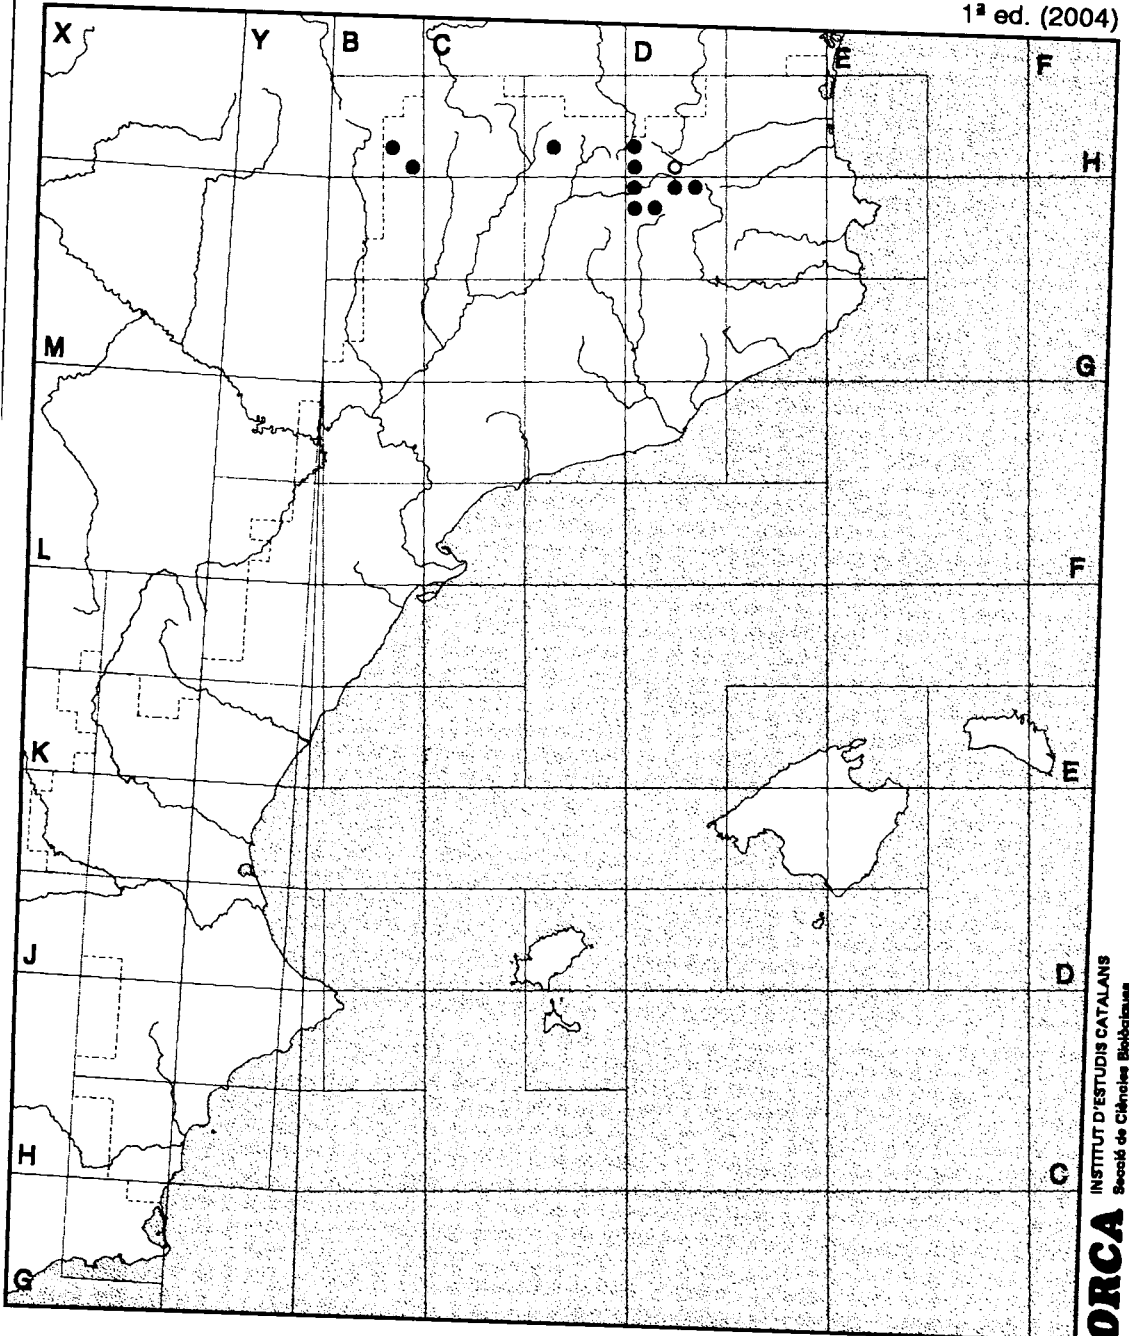 1ª ed. (2004)
X Y B C D E F
H
M G
L F
K E
J D
H C
G
ORCA
INSTITUT D'ESTUDIS CATALANS
Secció de Ciències Biològiques